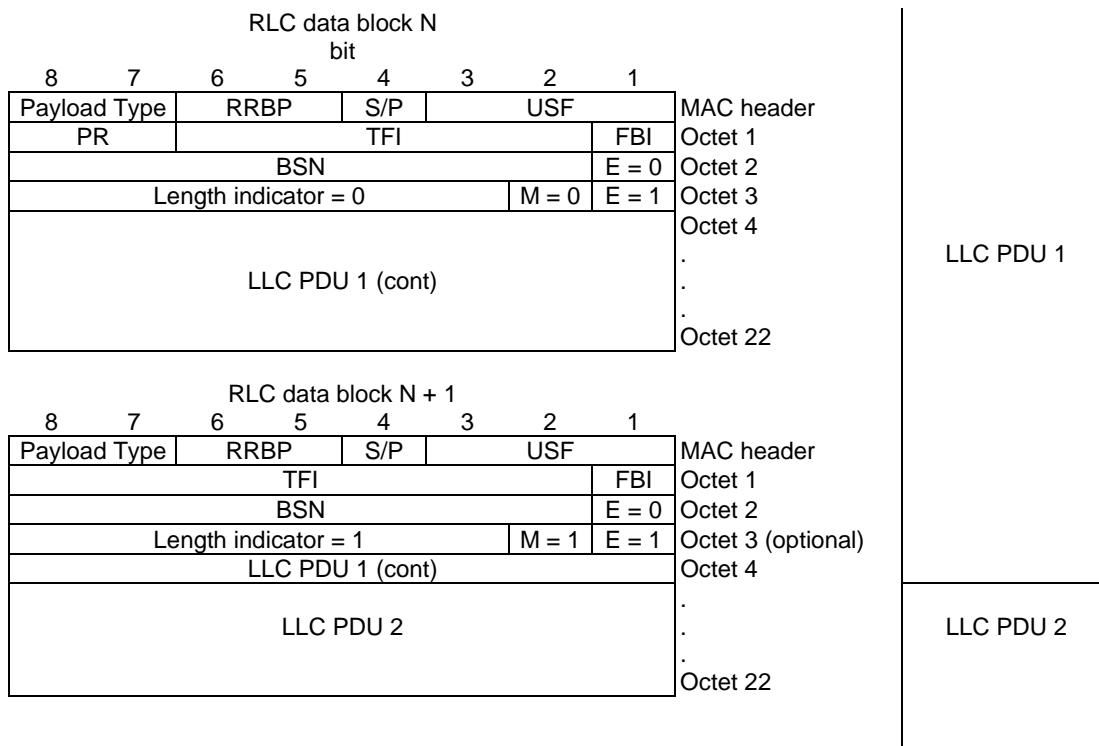 RLC data block N
bit
8 7 6 5 4 3 2 1
Payload Type RRBP S/P USF MAC header
PR TFI FBI Octet 1
BSN E = 0 Octet 2
Length indicator = 0 M = 0 E = 1 Octet 3
Octet 4
.
LLC PDU 1
LLC PDU 1 (cont) .
.
Octet 22
RLC data block N + 1
8 7 6 5 4 3 2 1
Payload Type RRBP S/P USF MAC header
TFI FBI Octet 1
BSN E = 0 Octet 2
Length indicator = 1 M = 1 E = 1 Octet 3 (optional)
LLC PDU 1 (cont) Octet 4
.
LLC PDU 2 . LLC PDU 2
.
Octet 22